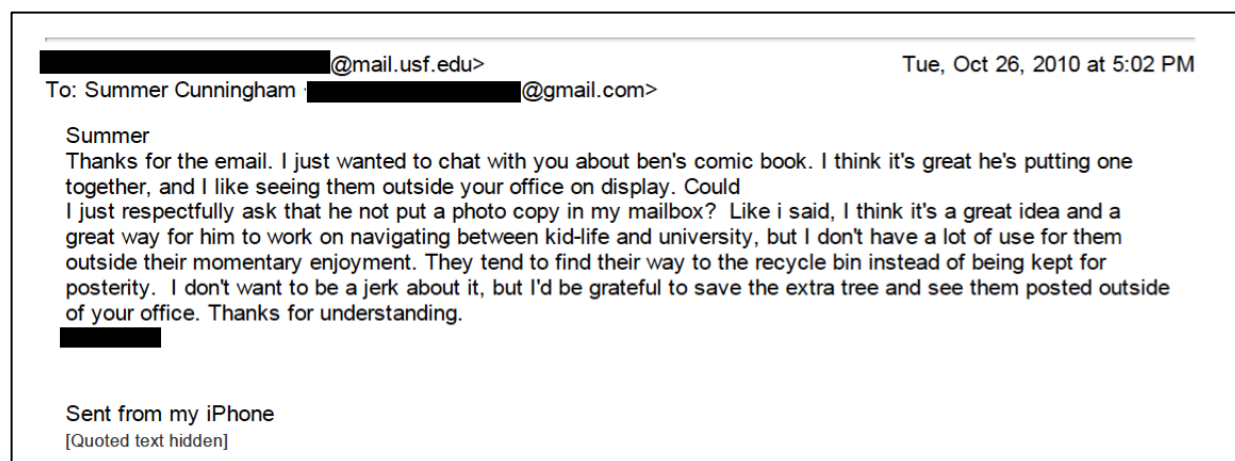 @mail.usf.edu> Tue, Oct 26, 2010 at 5:02 PM
To: Summer Cunningham @gmail.com>
Summer
Thanks for the email. I just wanted to chat with you about ben's comic book. I think it's great he's putting one
together, and I like seeing them outside your office on display. Could
I just respectfully ask that he not put a photo copy in my mailbox?  Like i said, I think it's a great idea and a
great way for him to work on navigating between kid-life and university, but I don't have a lot of use for them
outside their momentary enjoyment. They tend to find their way to the recycle bin instead of being kept for
posterity.  I don't want to be a jerk about it, but I'd be grateful to save the extra tree and see them posted outside
of your office. Thanks for understanding.
Sent from my iPhone
[Quoted text hidden]